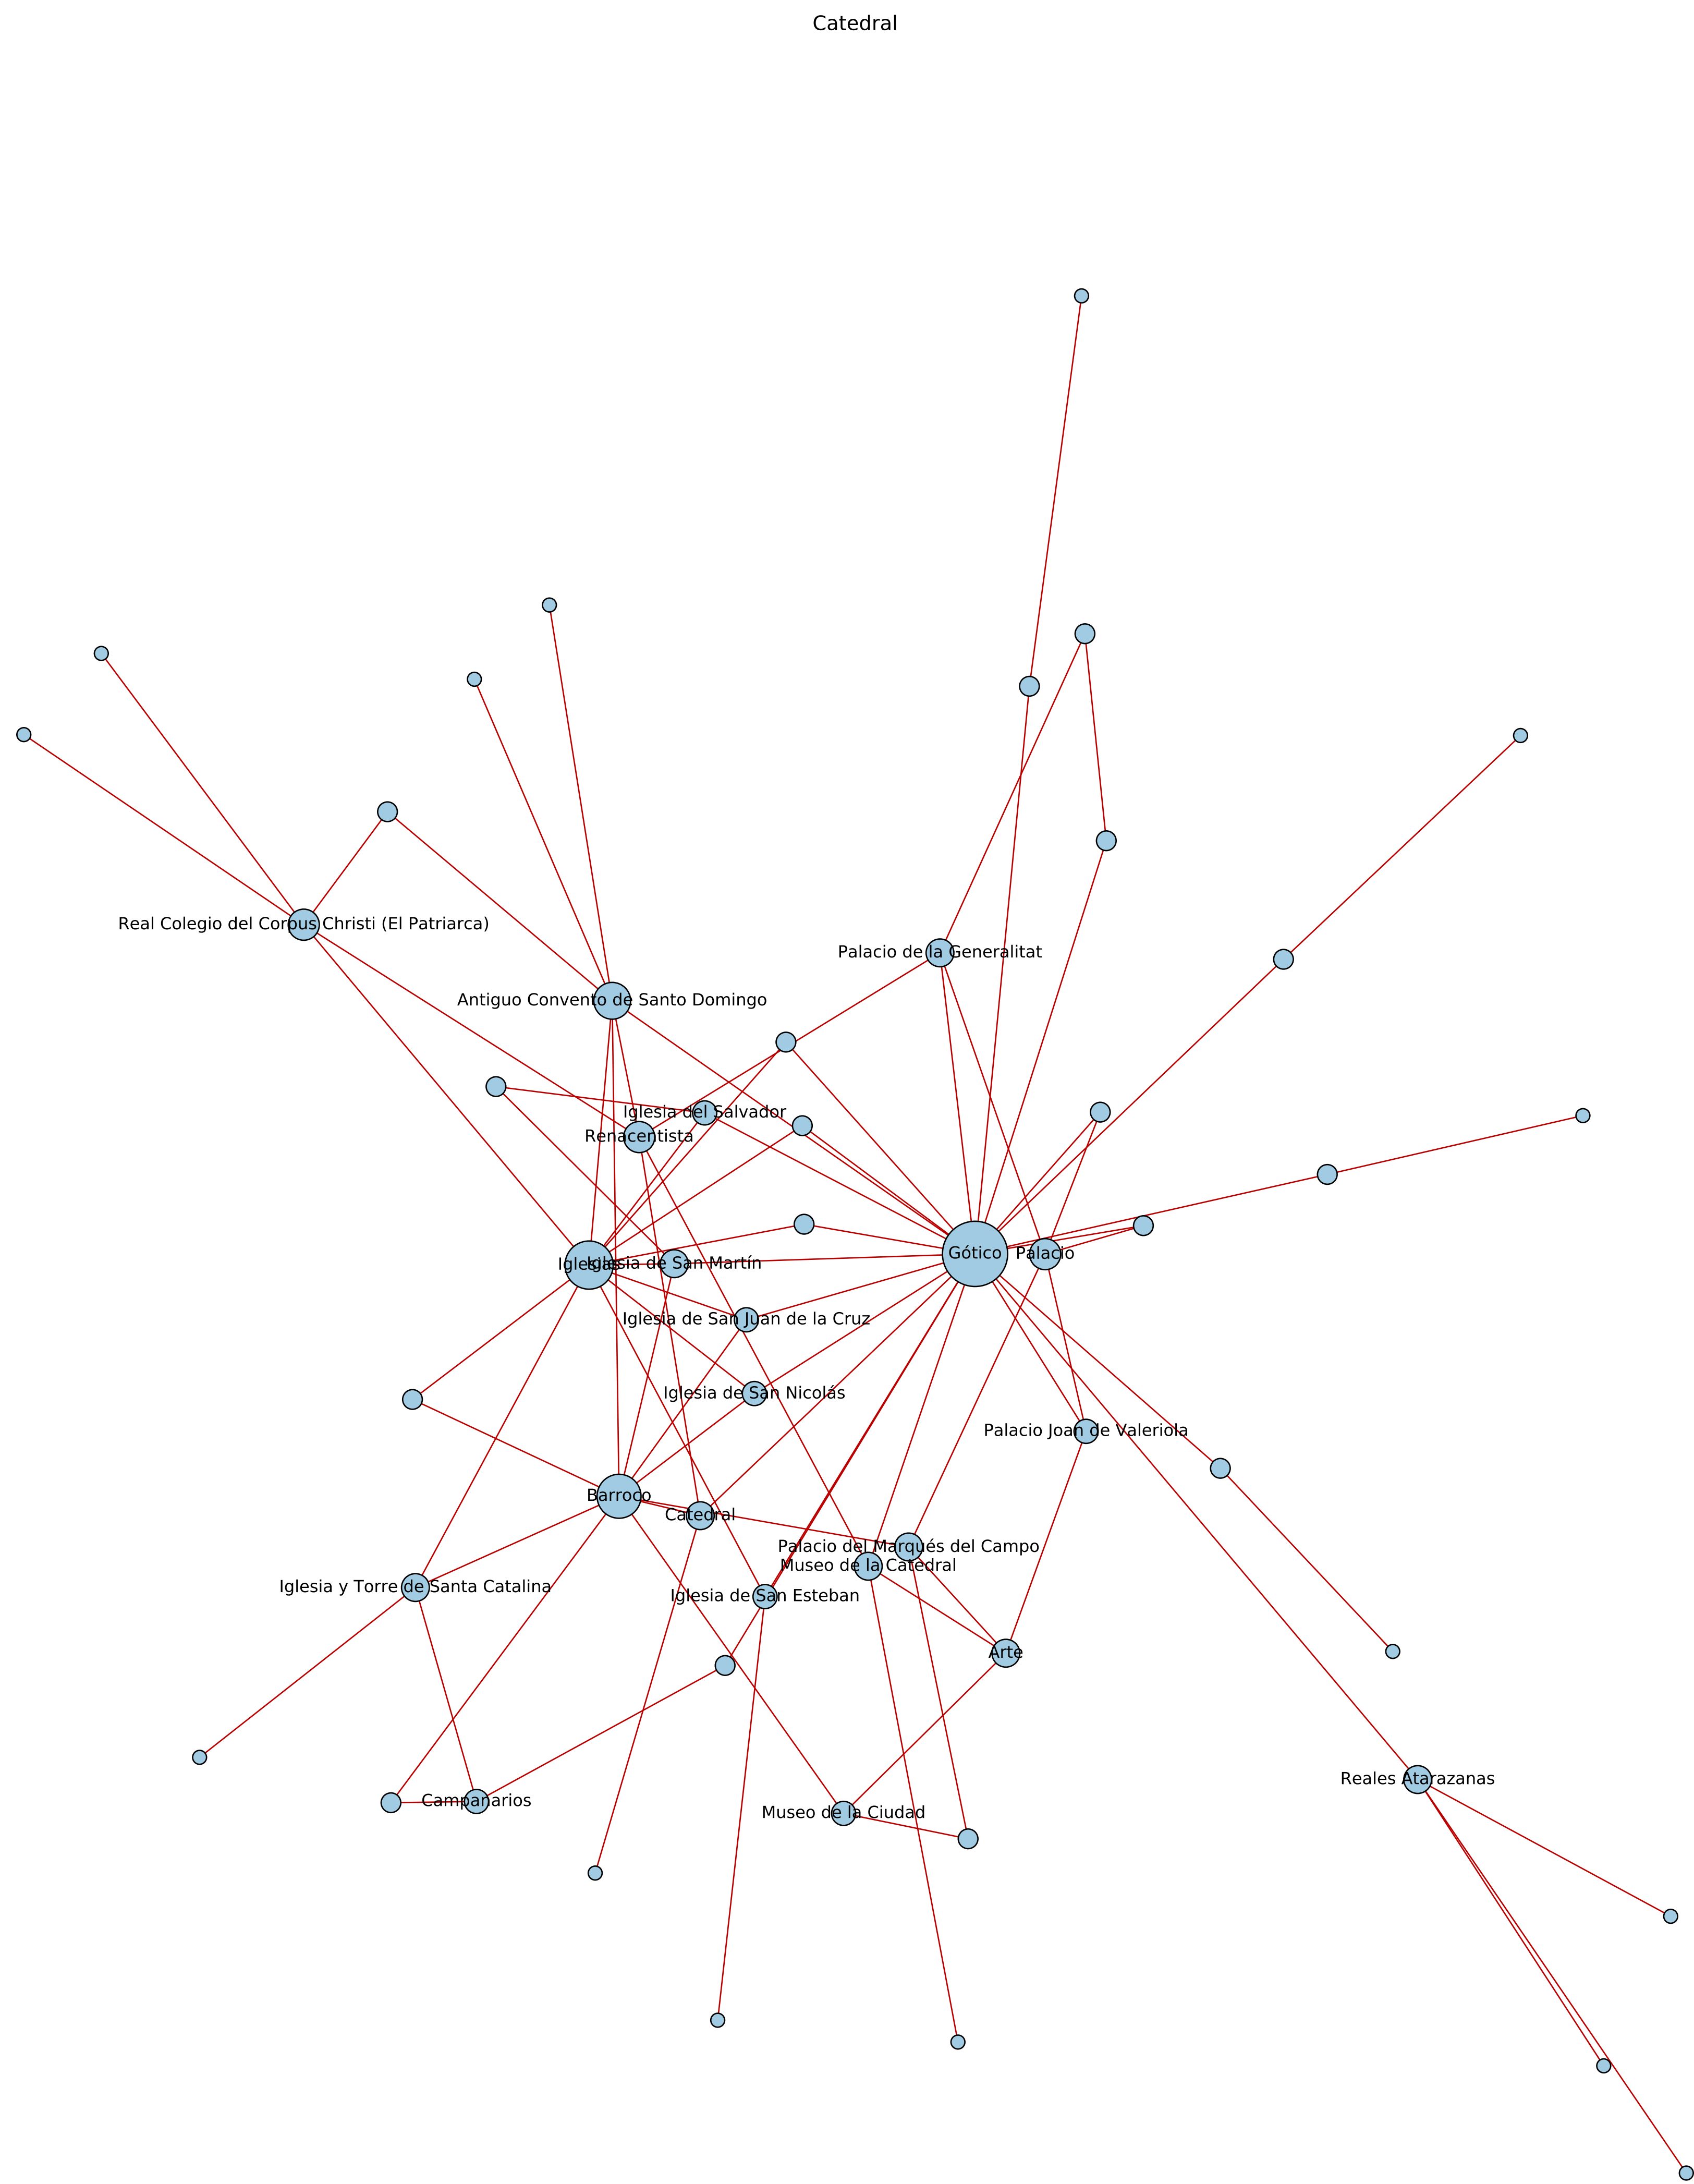 Catedral
Real Colegio del Corpus Christi (El Patriarca)
Palacio de la Generalitat
Antiguo Convento de Santo Domingo
Iglesia del Salvador
Renacentista
Gótico
Palacio
Iglesias
Iglesia de San Martín
Iglesia de San Juan de la Cruz
Iglesia de San Nicolás
Palacio Joan de Valeriola
Barroco
Catedral
Palacio del Marqués del Campo
Museo de la Catedral
Iglesia y Torre de Santa Catalina
Iglesia de San Esteban
Arte
Reales Atarazanas
Campanarios
Museo de la Ciudad